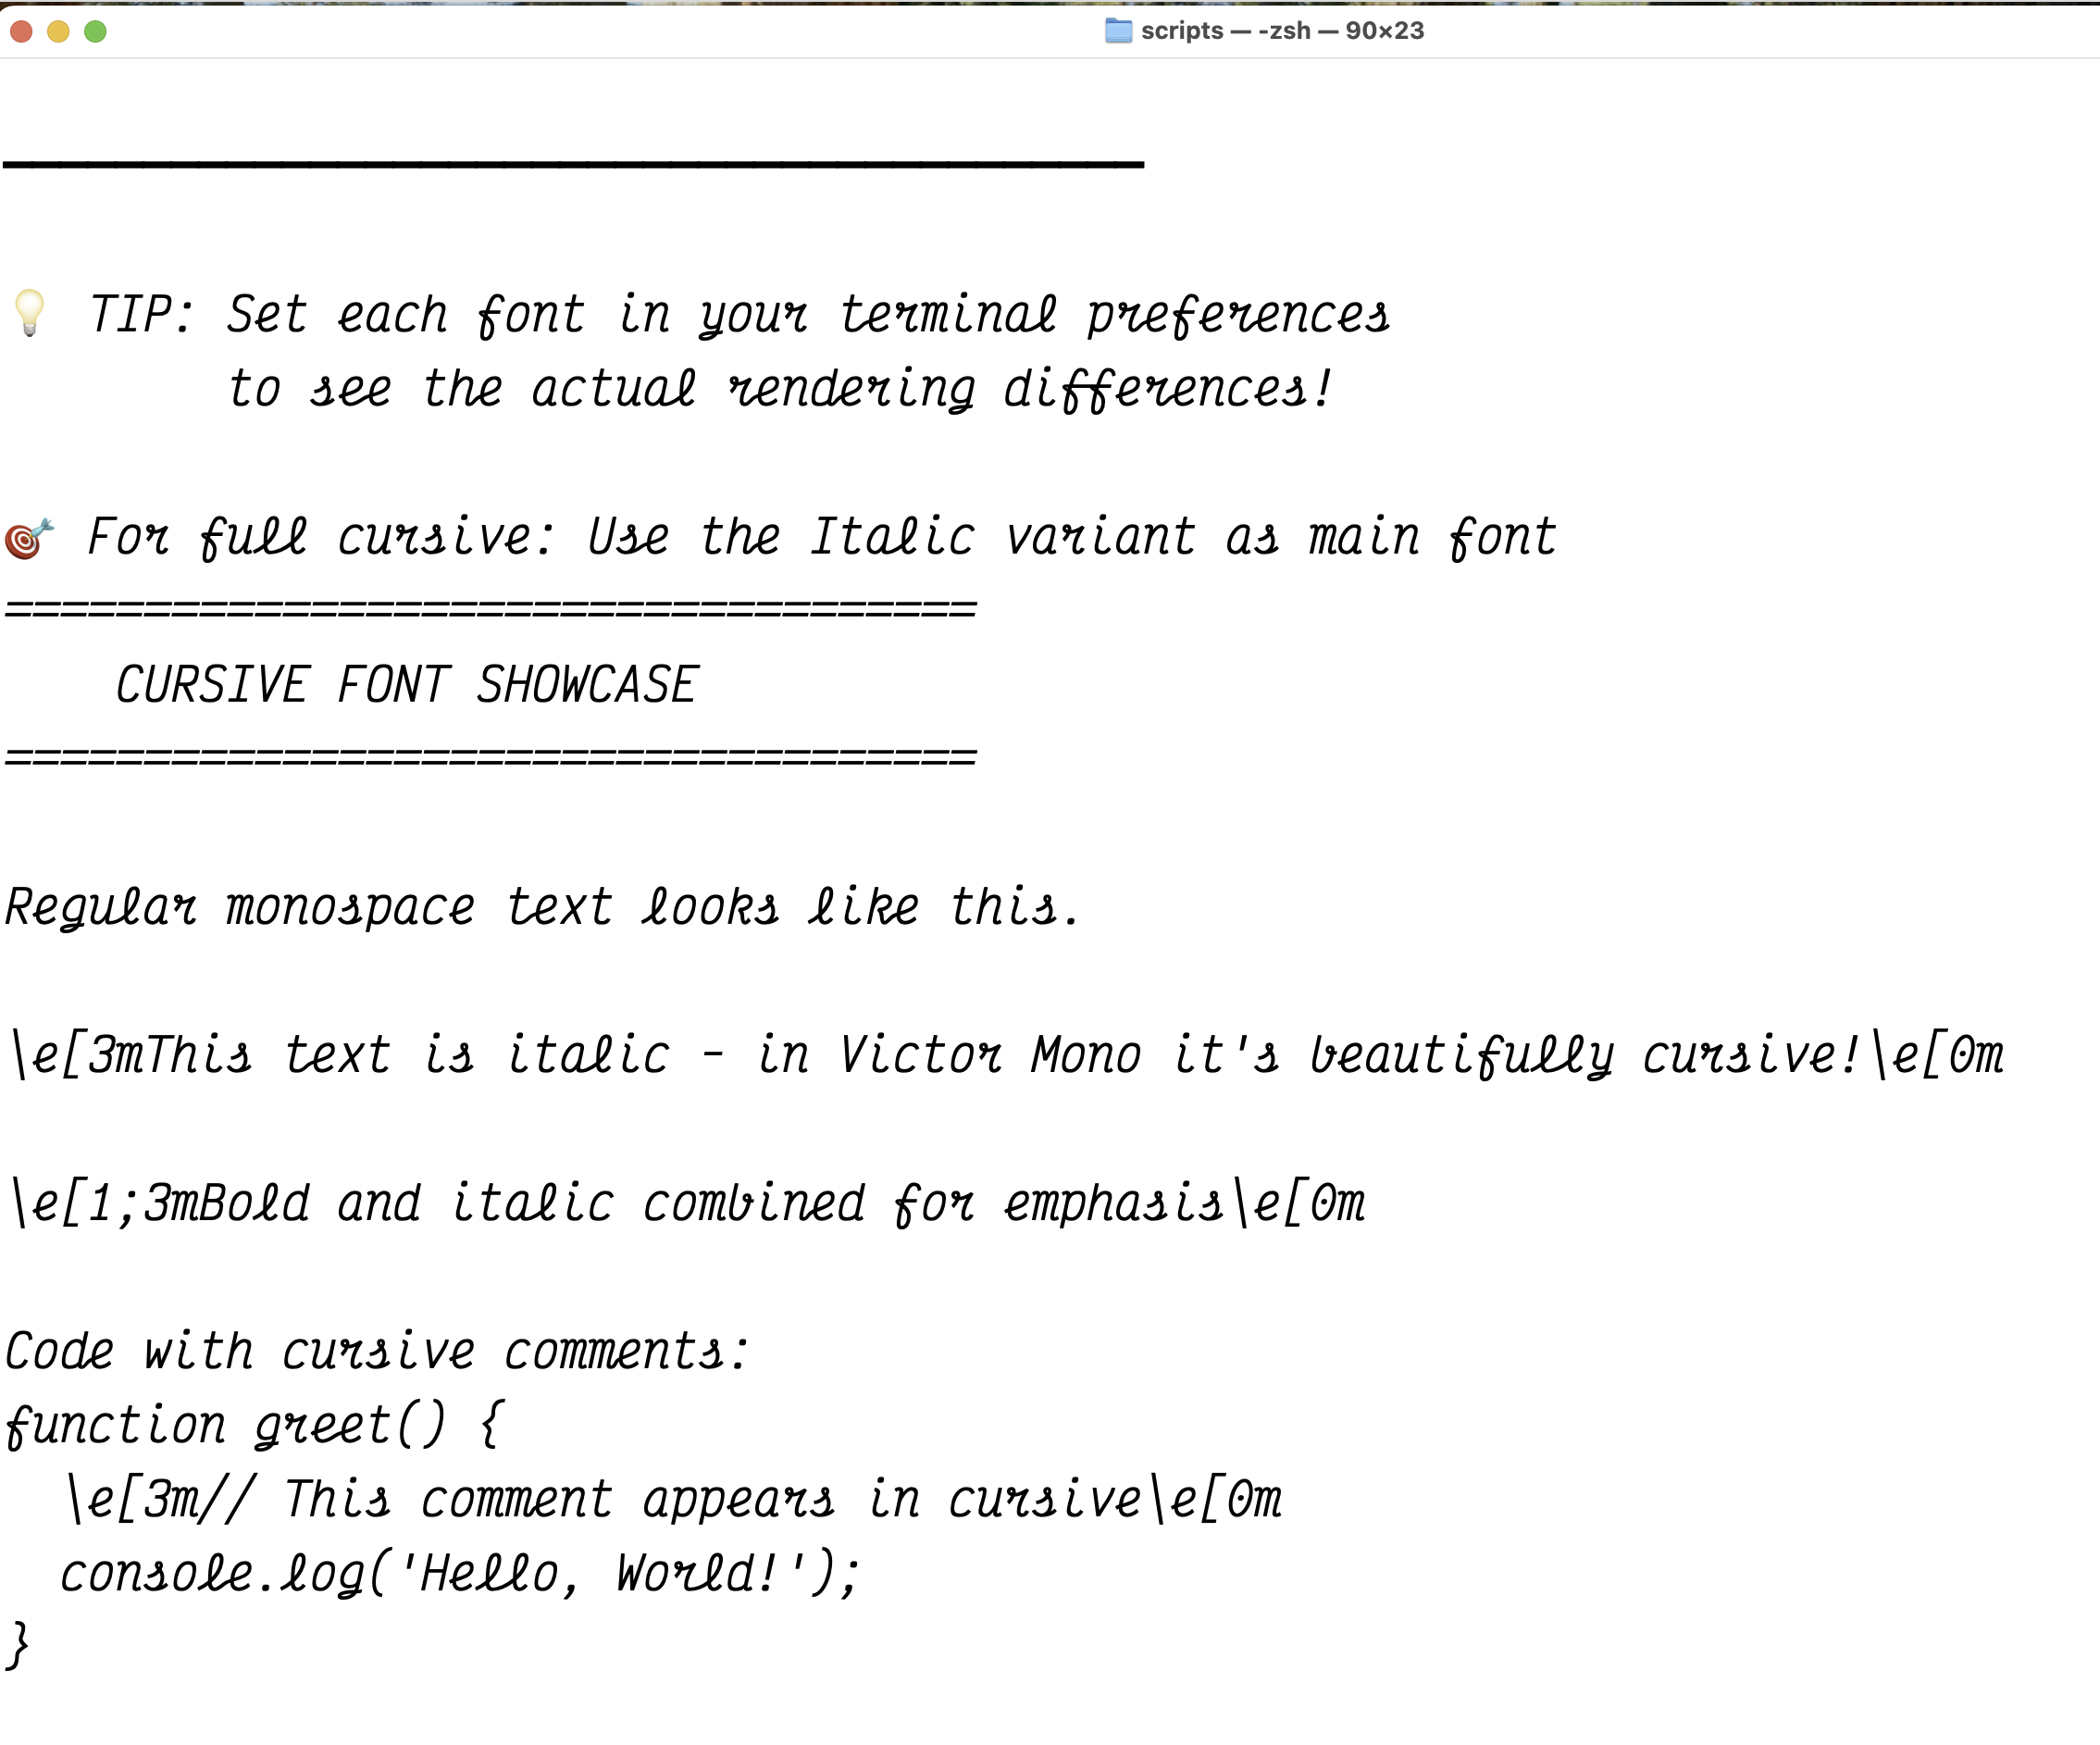 scripts — -zsh — 90×23
━━━━━━━━━━━━━━━━━━━━━━━━━━━━━━━━━━━━━━━━━
💡 TIP: Set each font in your terminal preferences
        to see the actual rendering differences!
🎯 For full cursive: Use the Italic variant as main font
===================================
    CURSIVE FONT SHOWCASE
===================================
Regular monospace text looks like this.
\e[3mThis text is italic - in Victor Mono it's beautifully cursive!\e[0m
\e[1;3mBold and italic combined for emphasis\e[0m
Code with cursive comments:
function greet() {
  \e[3m// This comment appears in cursive\e[0m
  console.log('Hello, World!');
}